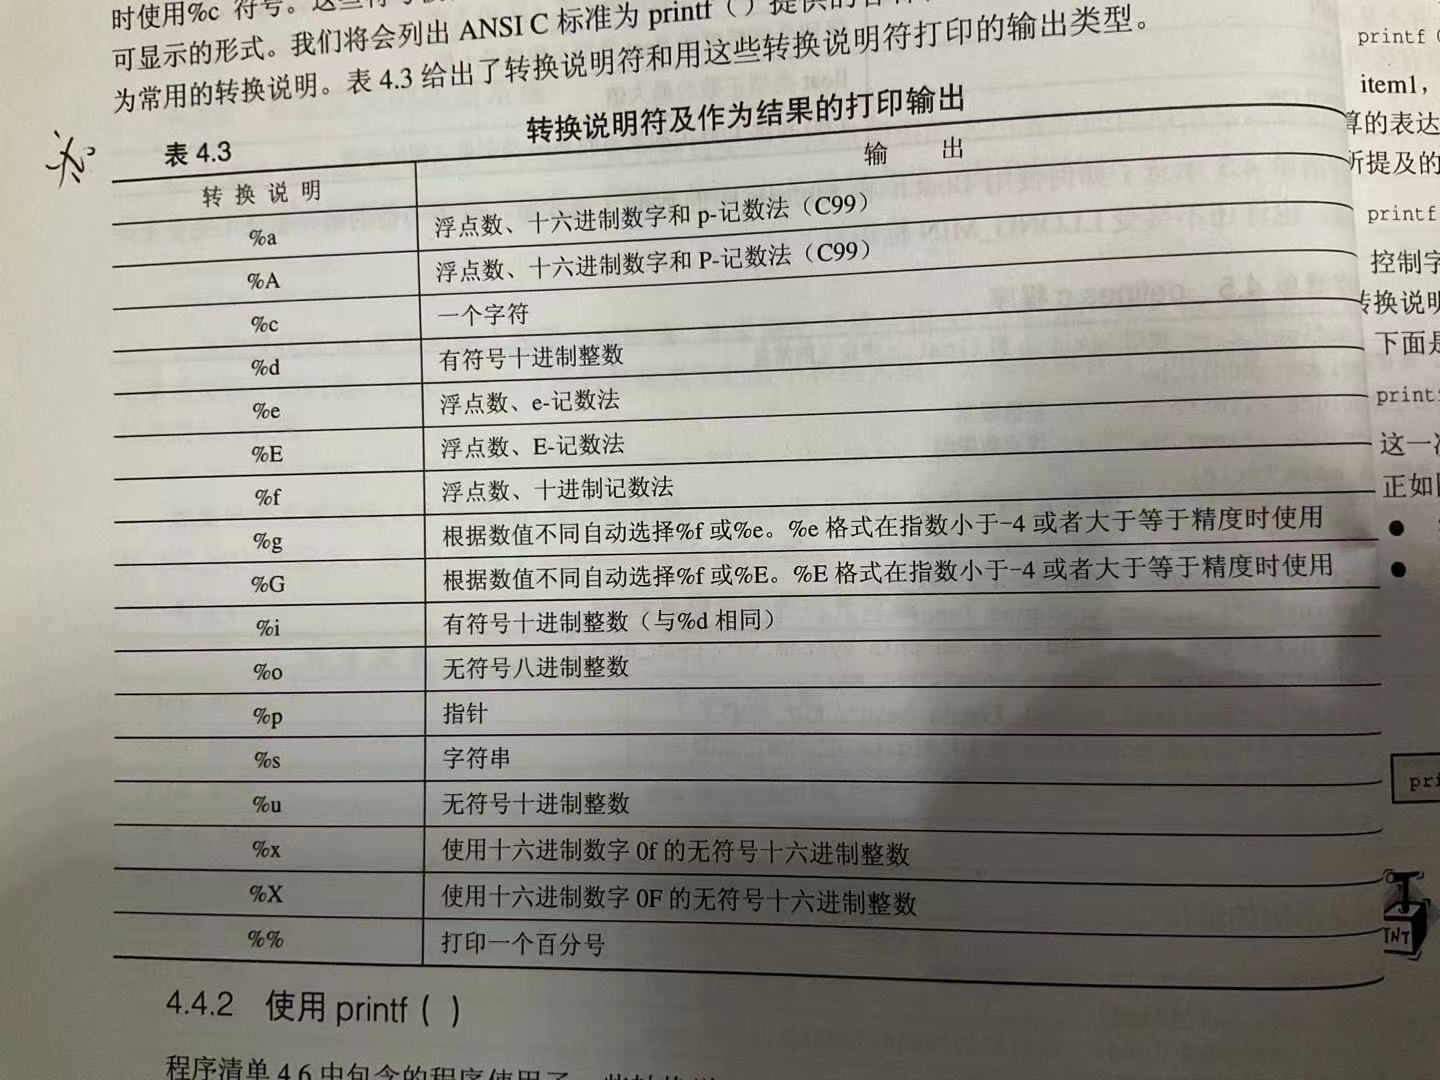 时使用%c 符号。这些
可显示的形式。我们将会列出 ANSI C 标准为 printf（）提供的
为常用的转换说明。表 4.3 给出了转换说明符和用这些转换说明符打印的输出类型。
表 4.3 转换说明符及作为结果的打印输出
转 换 说 明 输 出
%a 浮点数、十六进制数字和 p-记数法（C99）
%A 浮点数、十六进制数字和 P-记数法（C99）
%c 一个字符
%d 有符号十进制整数
%e 浮点数、e-记数法
%E 浮点数、E-记数法
%f 浮点数、十进制记数法
%g 根据数值不同自动选择%f 或%e。%e 格式在指数小于-4 或者大于等于精度时使用
%G 根据数值不同自动选择%f 或%E。%E 格式在指数小于-4 或者大于等于精度时使用
%i 有符号十进制整数（与%d 相同）
%o 无符号八进制整数
%p 指针
%s 字符串
%u 无符号十进制整数
%x 使用十六进制数字 0f 的无符号十六进制整数
%X 使用十六进制数字 0F 的无符号十六进制整数
%% 打印一个百分号
4.4.2 使用 printf（ ）
程序清单 4.6 中包含的程序使用了一些转换
printf
item1,
算的表达
所提及的
printf
控制字
转换说明
下面是
printf
这一
正如
pri
INT